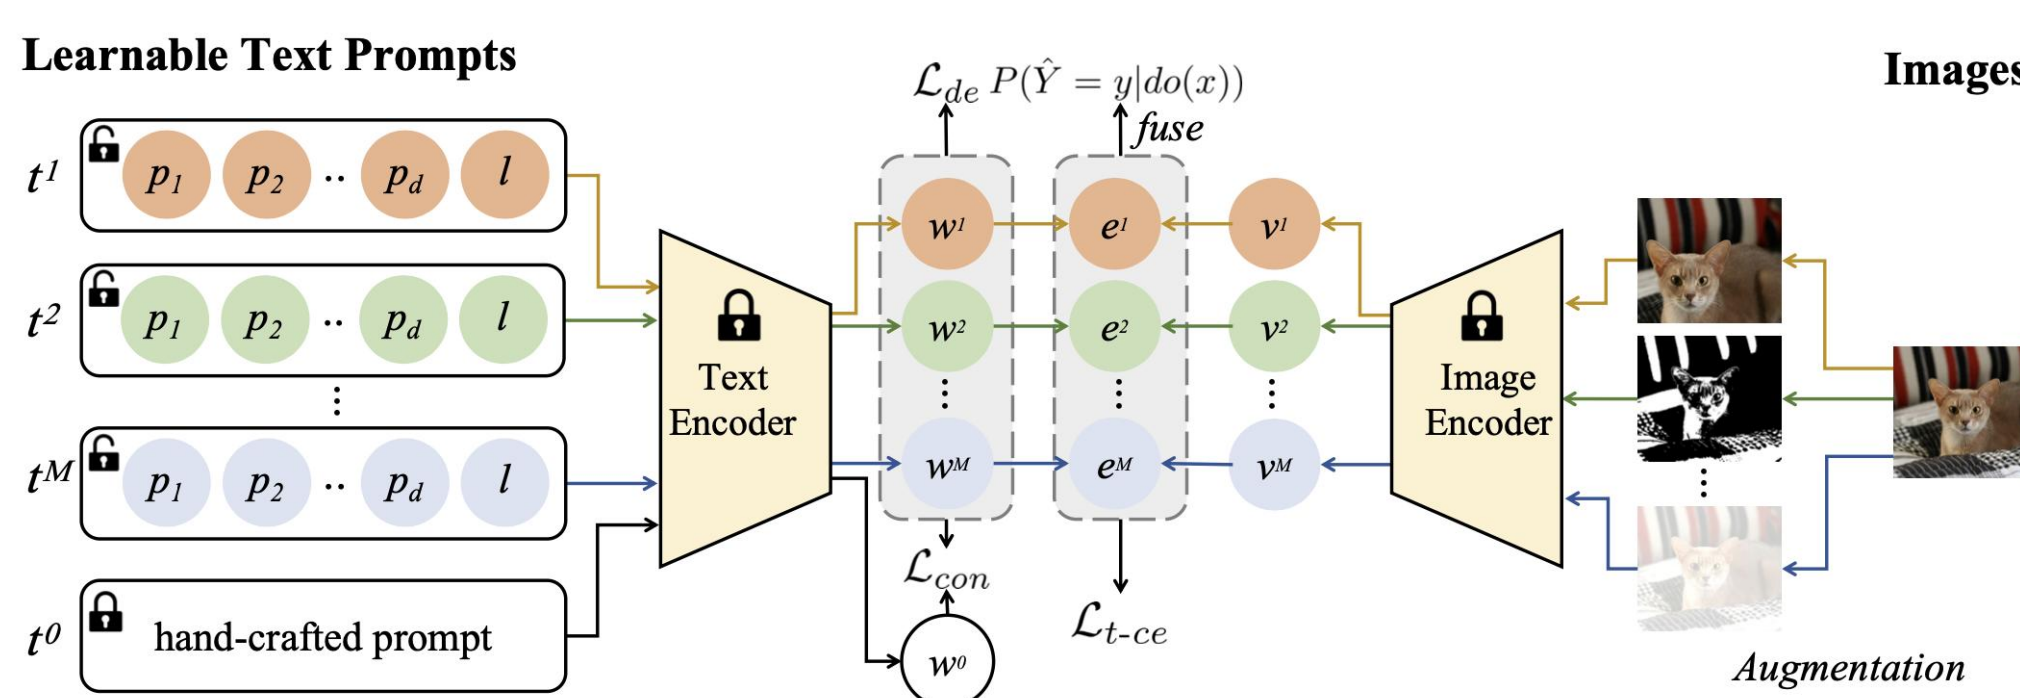 Learnable Text Prompts
Images
t¹ p₁ p₂ ·· p_d l
t² p₁ p₂ ·· p_d l
⋮
t^M p₁ p₂ ·· p_d l
t⁰ hand-crafted prompt
Text
Encoder
ℒ_de P(Ŷ = y|do(x))
fuse
w¹ e¹ v¹
w² e² v²
⋮ ⋮ ⋮
w^M e^M v^M
ℒ_con
ℒ_t-ce
w⁰
Image
Encoder
⋮
Augmentation